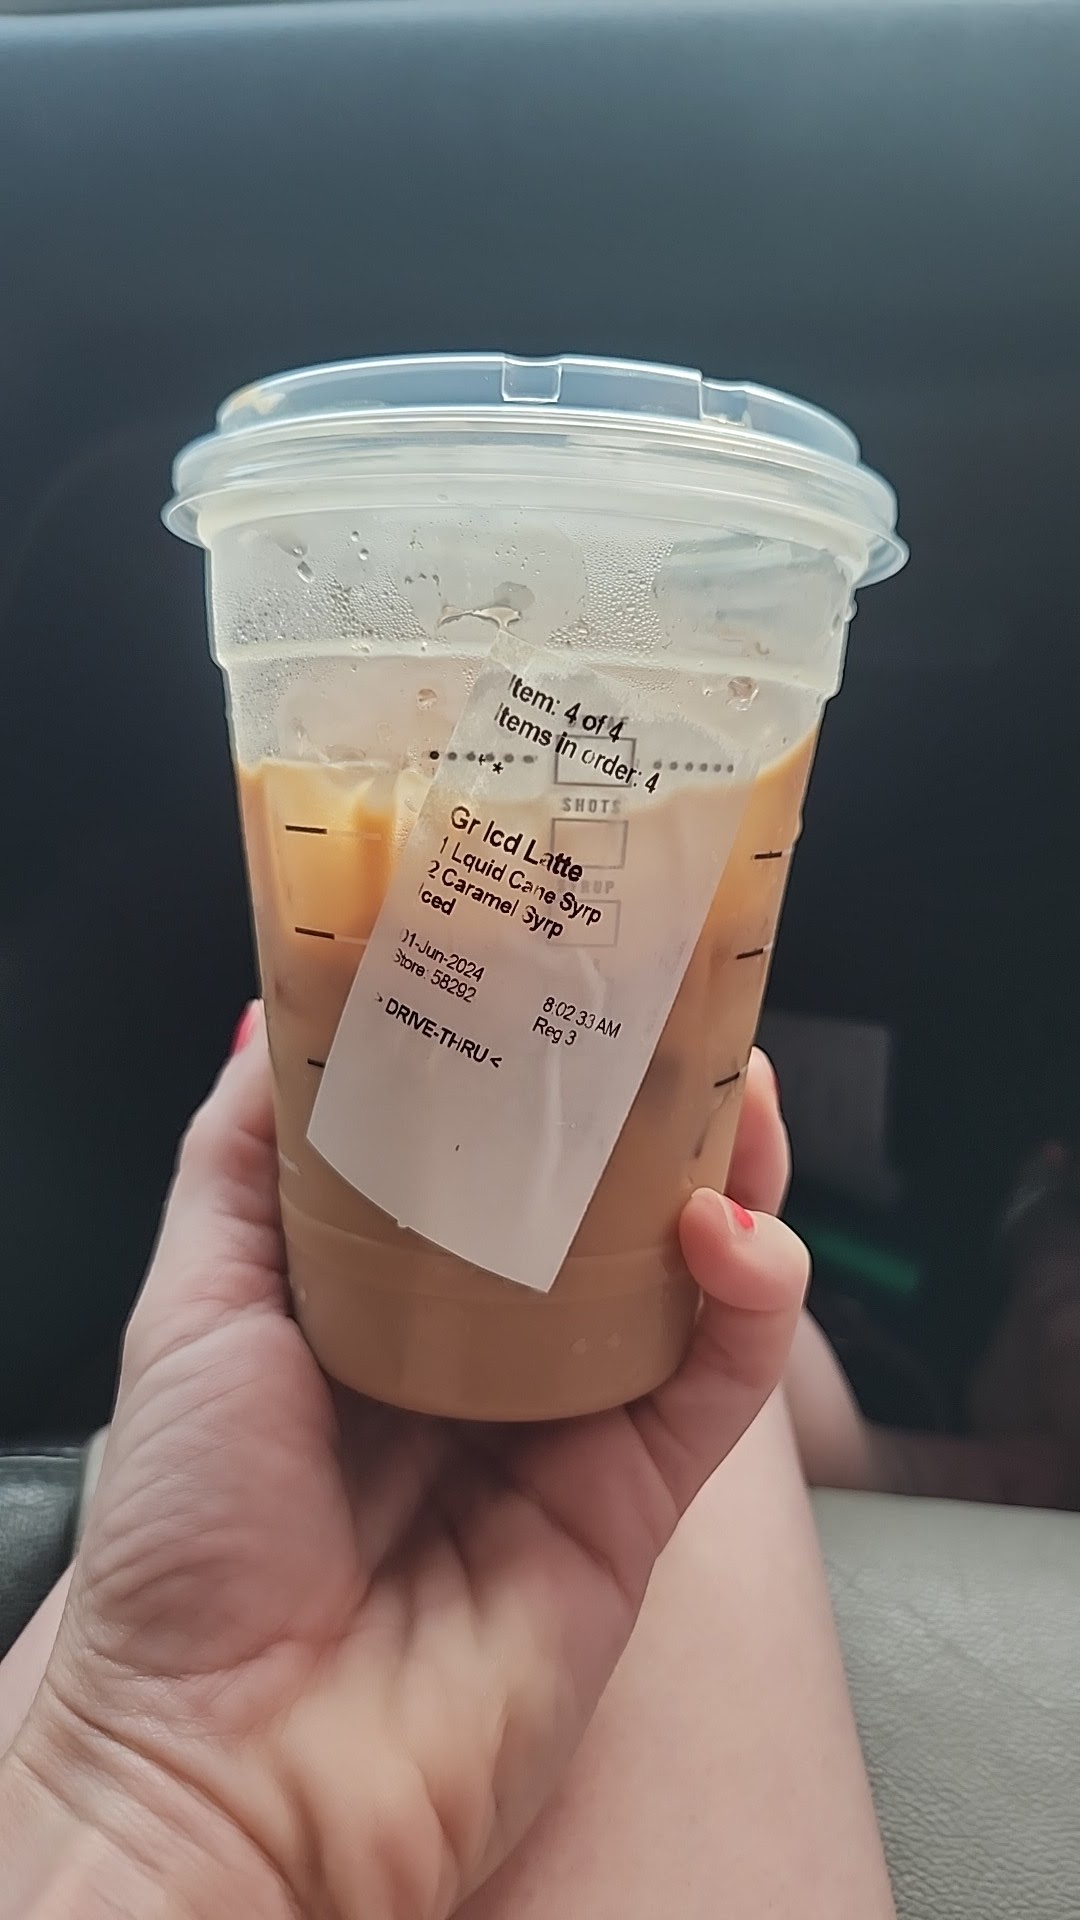 Item: 4 of 4
Items in order: 4
**
SHOTS
Gr Icd Latte
1 Lquid Cane Syrp
2 Caramel Syrp
Iced
01-Jun-2024 8:02:33 AM
Store: 58292 Reg 3
> DRIVE-THRU <